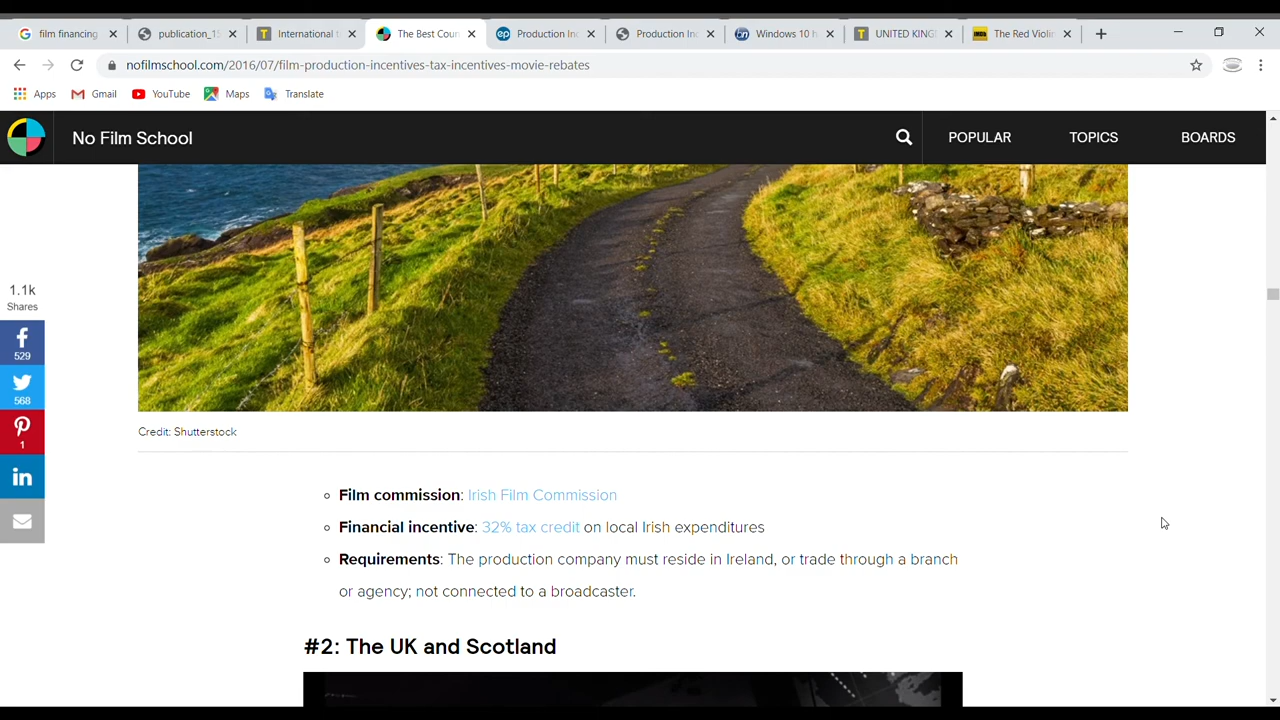 film financing
publication_15
International t
The Best Coun
Production Inc
Production Inc
Windows 10 h
UNITED KING
The Red Violin
nofilmschool.com/2016/07/film-production-incentives-tax-incentives-movie-rebates
Apps
Gmail
YouTube
Maps
Translate
No Film School
POPULAR
TOPICS
BOARDS
1.1k
Shares
529
568
1
Credit: Shutterstock
Film commission: Irish Film Commission
Financial incentive: 32% tax credit on local Irish expenditures
Requirements: The production company must reside in Ireland, or trade through a branch
or agency; not connected to a broadcaster.
#2: The UK and Scotland